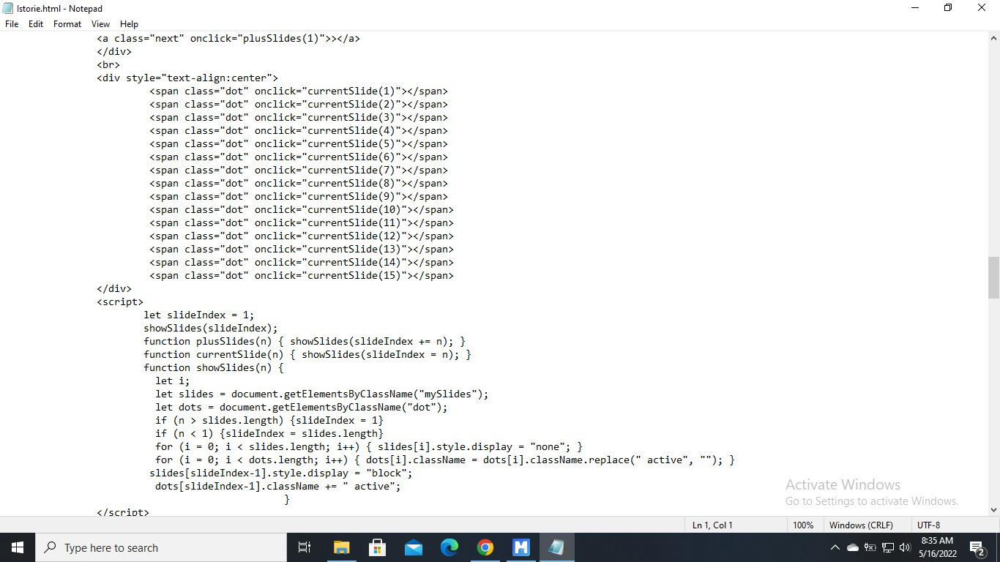 Istorie.html - Notepad
File Edit Format View Help
<a class="next" onclick="plusSlides(1)">></a>
</div>
<br>
<div style="text-align:center">
<span class="dot" onclick="currentSlide(1)"></span>
<span class="dot" onclick="currentSlide(2)"></span>
<span class="dot" onclick="currentSlide(3)"></span>
<span class="dot" onclick="currentSlide(4)"></span>
<span class="dot" onclick="currentSlide(5)"></span>
<span class="dot" onclick="currentSlide(6)"></span>
<span class="dot" onclick="currentSlide(7)"></span>
<span class="dot" onclick="currentSlide(8)"></span>
<span class="dot" onclick="currentSlide(9)"></span>
<span class="dot" onclick="currentSlide(10)"></span>
<span class="dot" onclick="currentSlide(11)"></span>
<span class="dot" onclick="currentSlide(12)"></span>
<span class="dot" onclick="currentSlide(13)"></span>
<span class="dot" onclick="currentSlide(14)"></span>
<span class="dot" onclick="currentSlide(15)"></span>
</div>
<script>
let slideIndex = 1;
showSlides(slideIndex);
function plusSlides(n) { showSlides(slideIndex += n); }
function currentSlide(n) { showSlides(slideIndex = n); }
function showSlides(n) {
let i;
let slides = document.getElementsByClassName("mySlides");
let dots = document.getElementsByClassName("dot");
if (n > slides.length) {slideIndex = 1}
if (n < 1) {slideIndex = slides.length}
for (i = 0; i < slides.length; i++) { slides[i].style.display = "none"; }
for (i = 0; i < dots.length; i++) { dots[i].className = dots[i].className.replace(" active", ""); }
slides[slideIndex-1].style.display = "block";
dots[slideIndex-1].className += " active";
}
</script>
Activate Windows
Go to Settings to activate Windows.
Ln 1, Col 1 100% Windows (CRLF) UTF-8
Type here to search
8:35 AM
5/16/2022
2